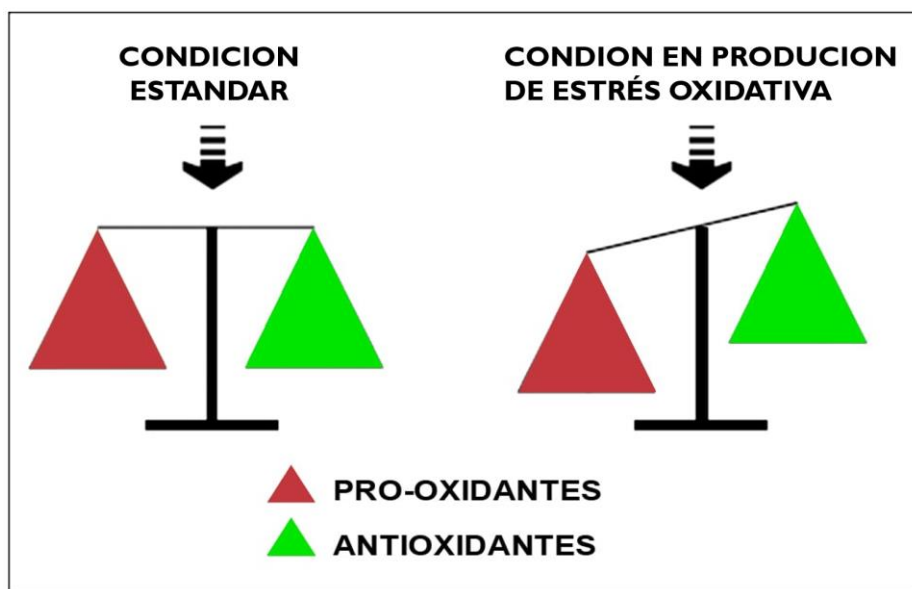 CONDICION
ESTANDAR
CONDION EN PRODUCION
DE ESTRÉS OXIDATIVA
PRO-OXIDANTES
ANTIOXIDANTES